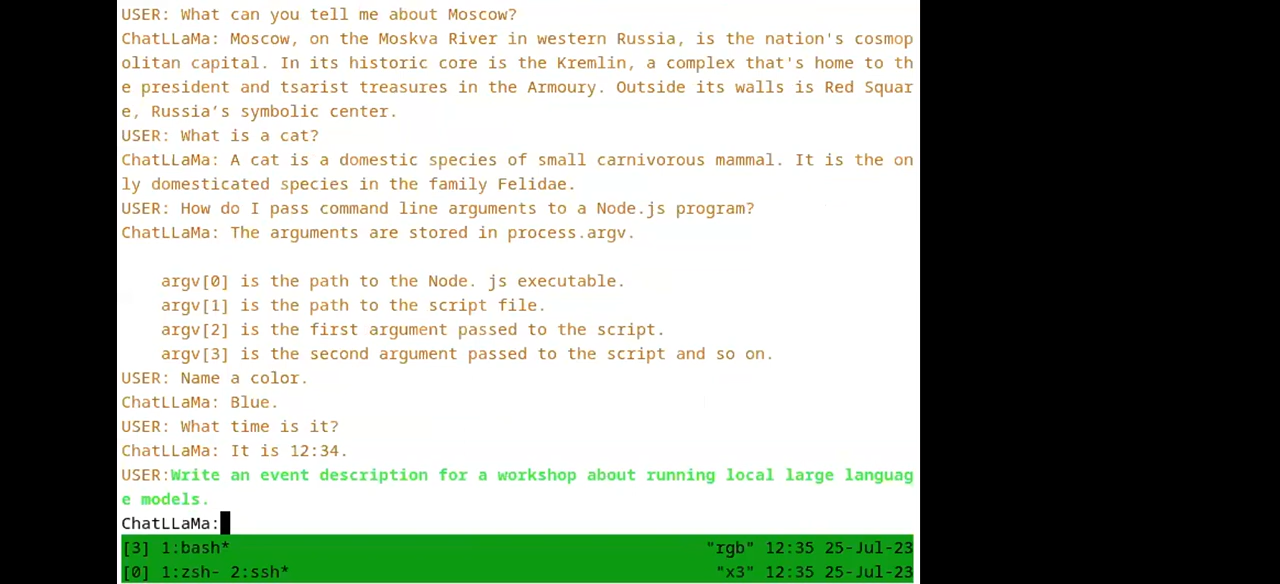 USER: What can you tell me about Moscow?
ChatLLaMa: Moscow, on the Moskva River in western Russia, is the nation's cosmop
olitan capital. In its historic core is the Kremlin, a complex that's home to th
e president and tsarist treasures in the Armoury. Outside its walls is Red Squar
e, Russia’s symbolic center.
USER: What is a cat?
ChatLLaMa: A cat is a domestic species of small carnivorous mammal. It is the on
ly domesticated species in the family Felidae.
USER: How do I pass command line arguments to a Node.js program?
ChatLLaMa: The arguments are stored in process.argv.
argv[0] is the path to the Node. js executable.
argv[1] is the path to the script file.
argv[2] is the first argument passed to the script.
argv[3] is the second argument passed to the script and so on.
USER: Name a color.
ChatLLaMa: Blue.
USER: What time is it?
ChatLLaMa: It is 12:34.
USER:Write an event description for a workshop about running local large languag
e models.
ChatLLaMa:
[3] 1:bash* "rgb" 12:35 25-Jul-23
[0] 1:zsh- 2:ssh* "x3" 12:35 25-Jul-23